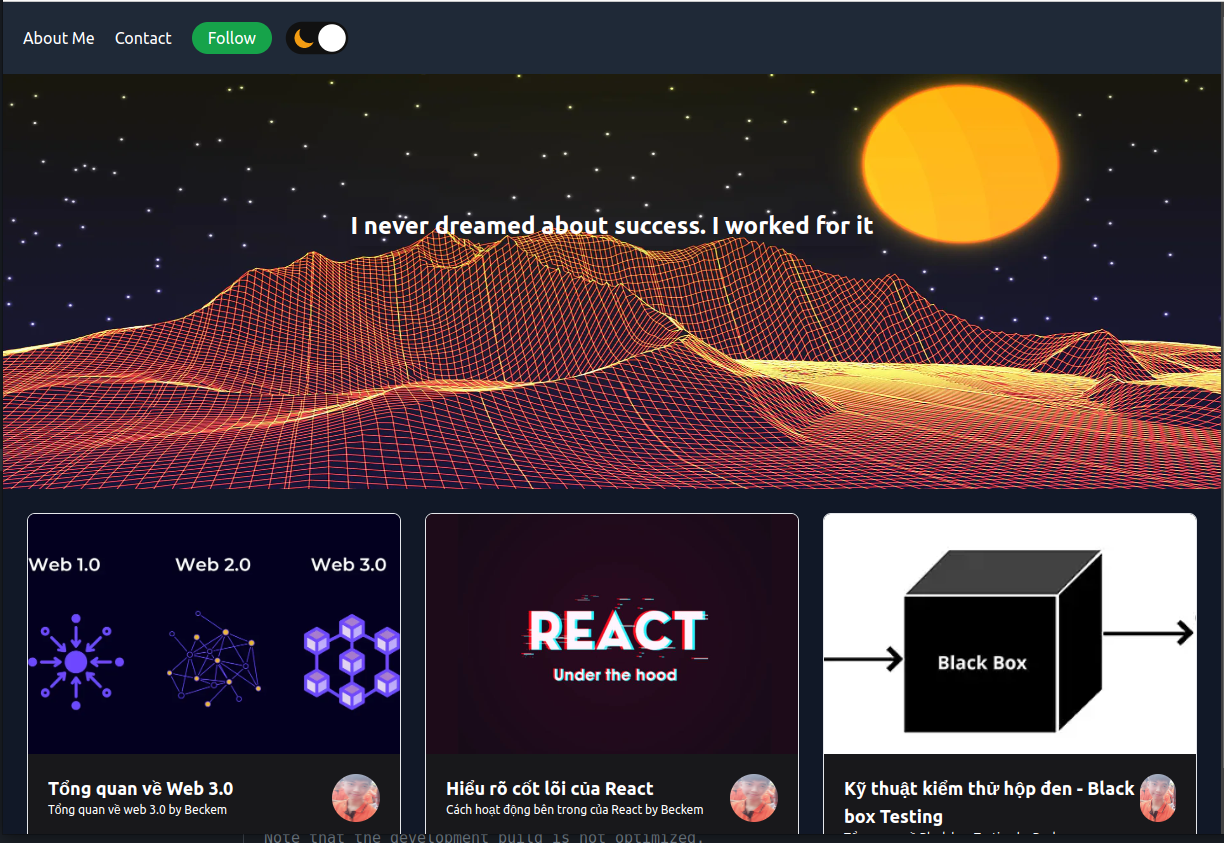 About Me Contact Follow
I never dreamed about success. I worked for it
Web 1.0 Web 2.0 Web 3.0
REACT
Under the hood
Black Box
Tổng quan về Web 3.0
Tổng quan về web 3.0 by Beckem
Hiểu rõ cốt lõi của React
Cách hoạt động bên trong của React by Beckem
Kỹ thuật kiểm thử hộp đen - Black
box Testing
Note that the development build is not optimized.